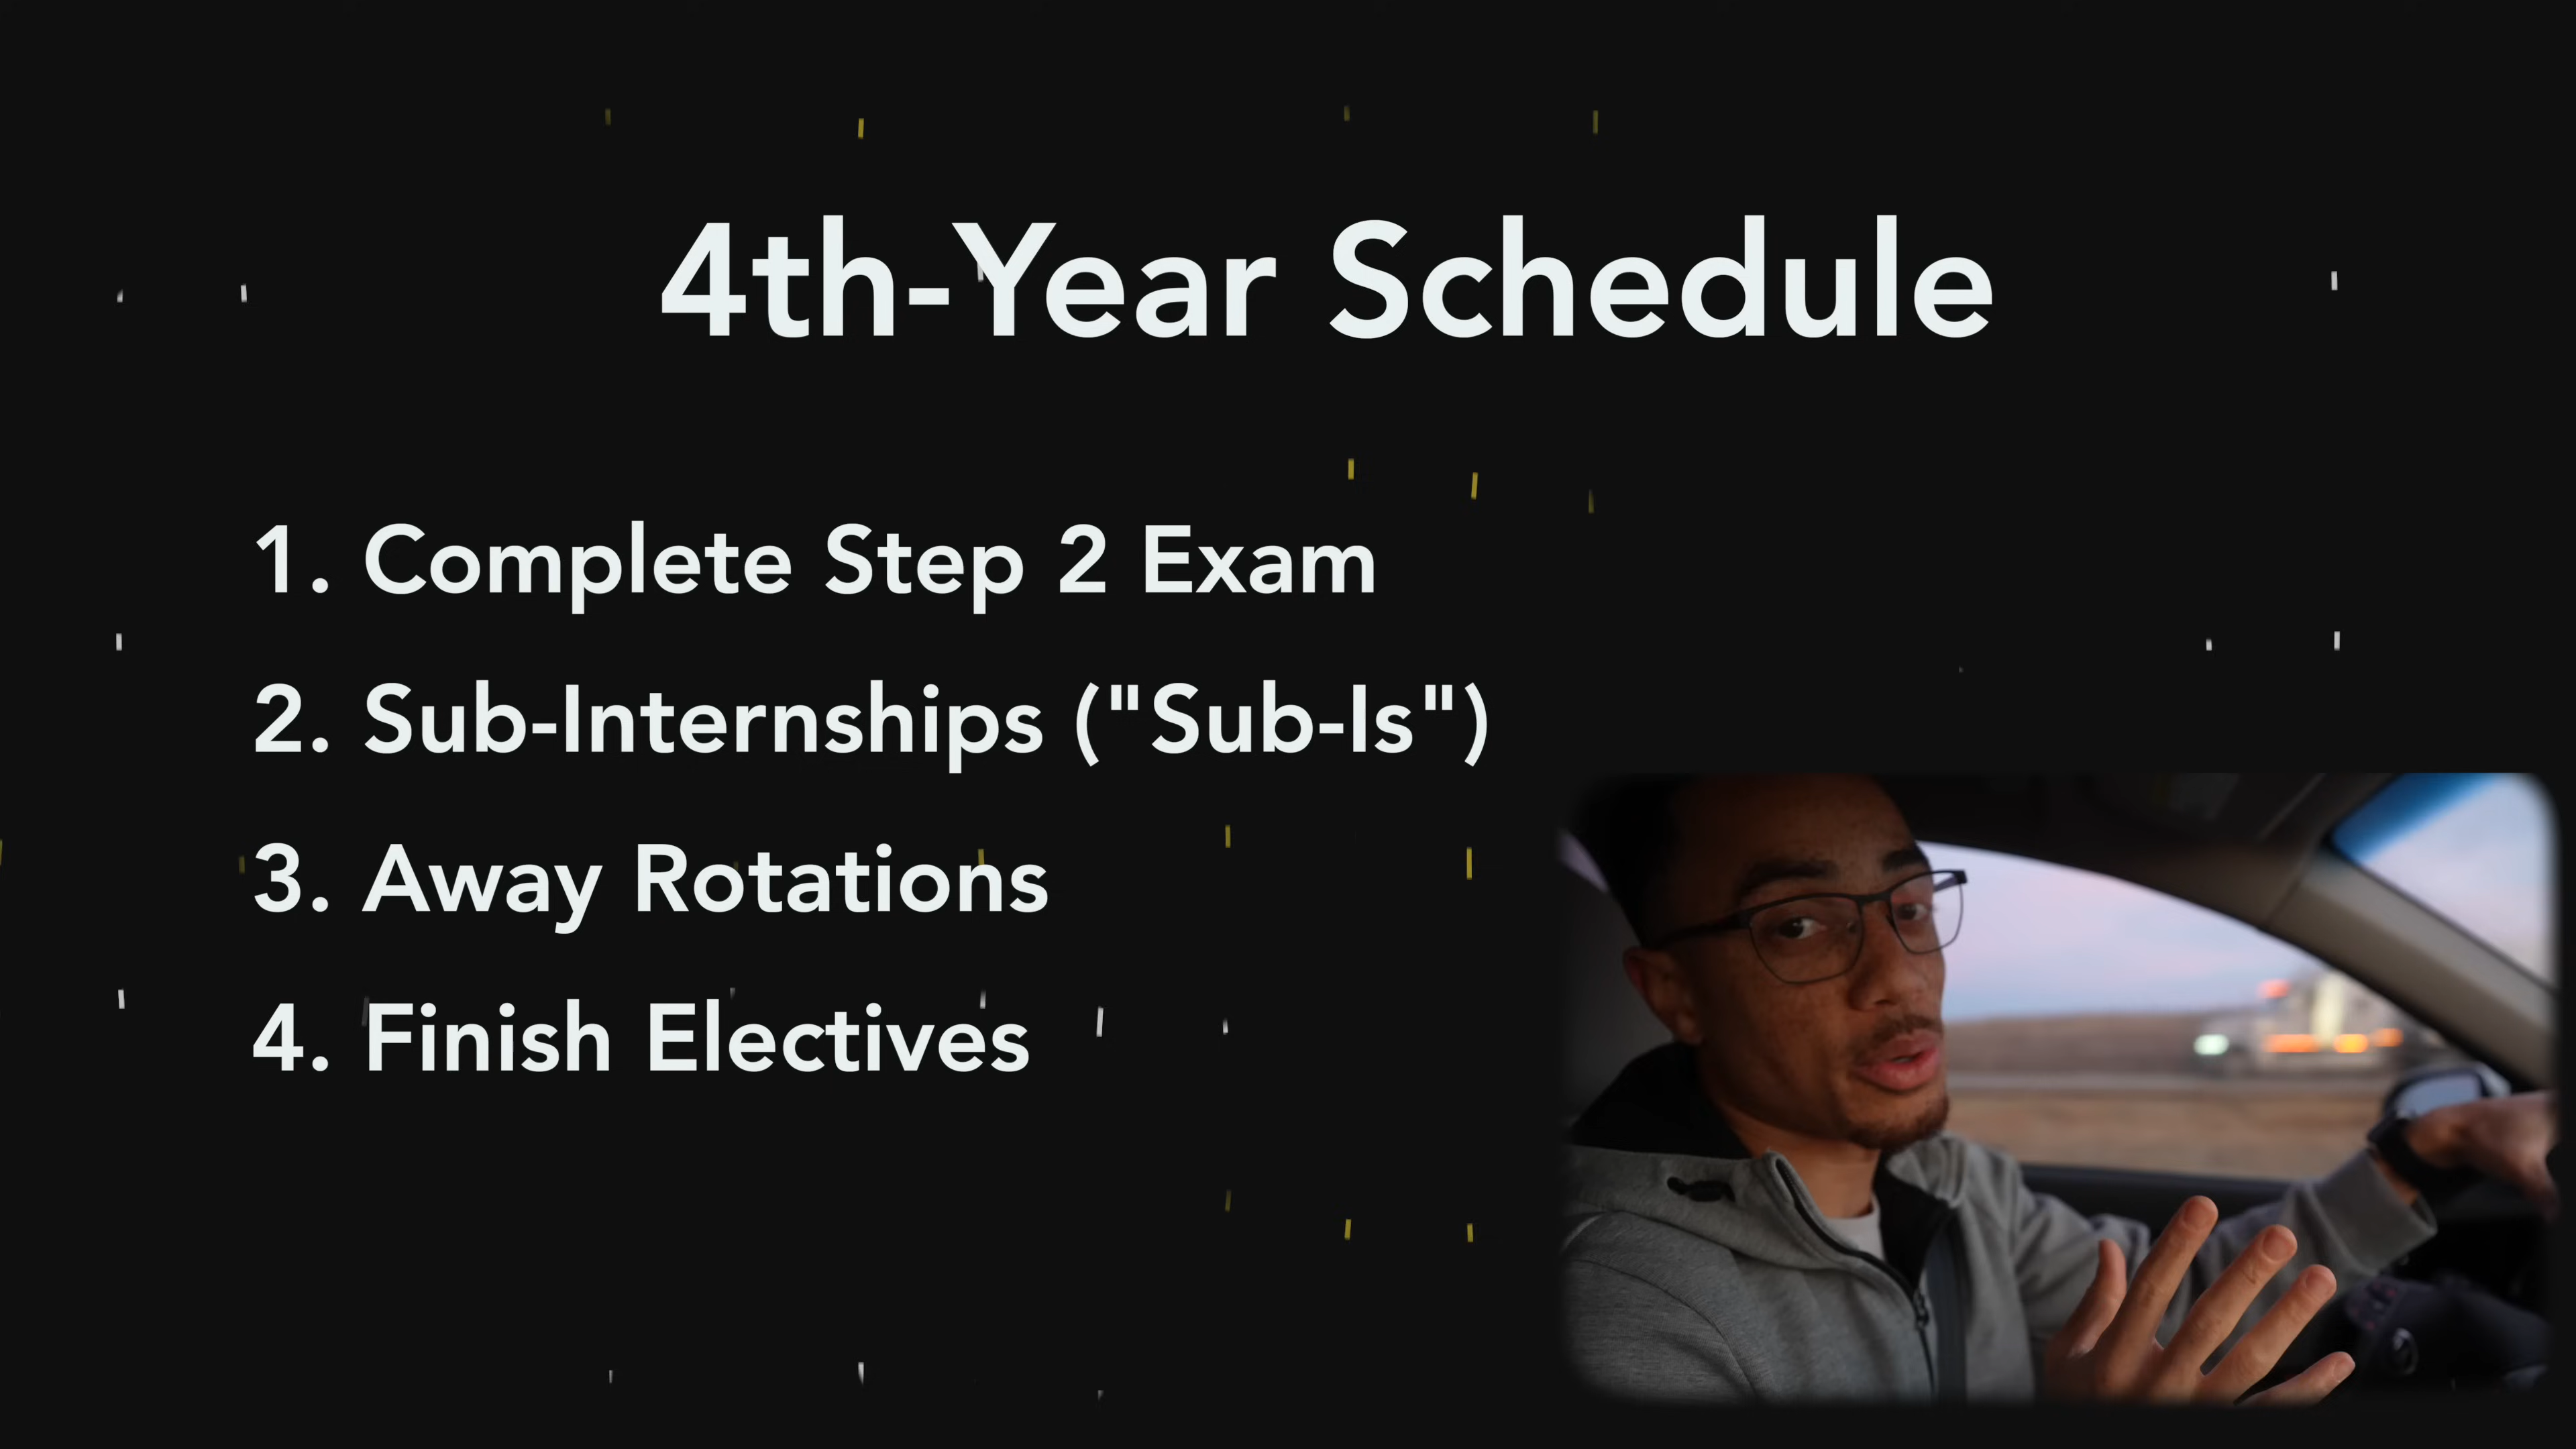 4th-Year Schedule
1. Complete Step 2 Exam
2. Sub-Internships ("Sub-Is")
3. Away Rotations
4. Finish Electives